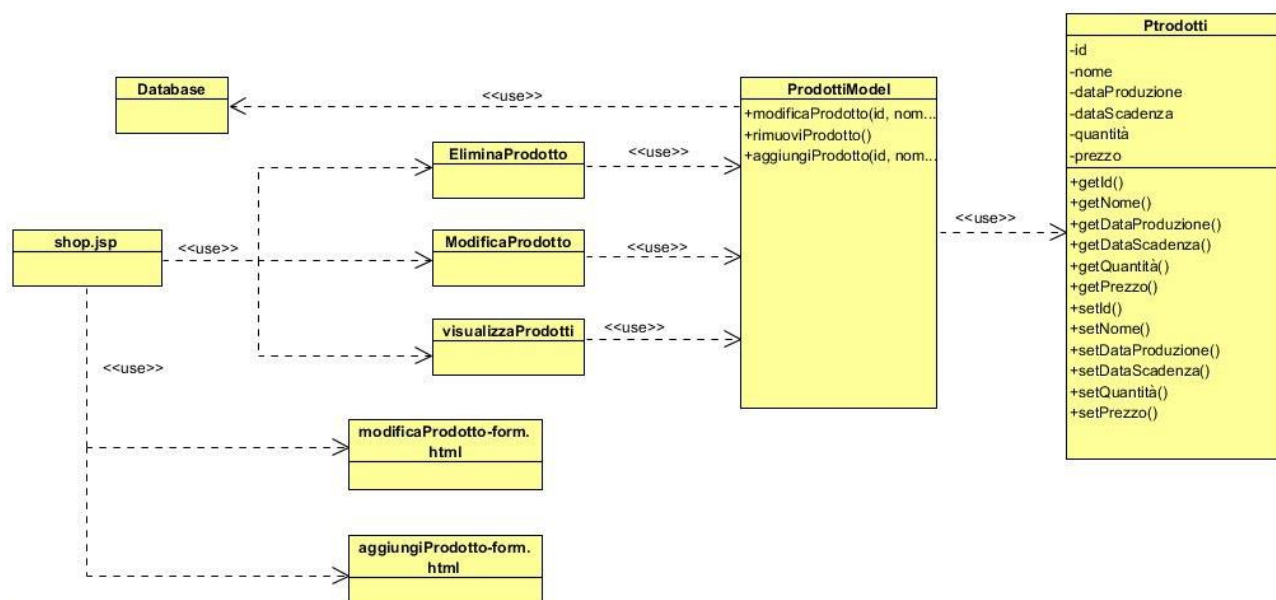 Ptrodotti
-id
-nome
-dataProduzione
-dataScadenza
-quantità
-prezzo
+getId()
+getNome()
+getDataProduzione()
+getDataScadenza()
+getQuantità()
+getPrezzo()
+setId()
+setNome()
+setDataProduzione()
+setDataScadenza()
+setQuantità()
+setPrezzo()
Database
<<use>>
ProdottiModel
+modificaProdotto(id, nom...
+rimuoviProdotto()
+aggiungiProdotto(id, nom...
<<use>>
EliminaProdotto
<<use>>
shop.jsp
<<use>>
ModificaProdotto
<<use>>
visualizzaProdotti
<<use>>
<<use>>
modificaProdotto-form.
html
aggiungiProdotto-form.
html